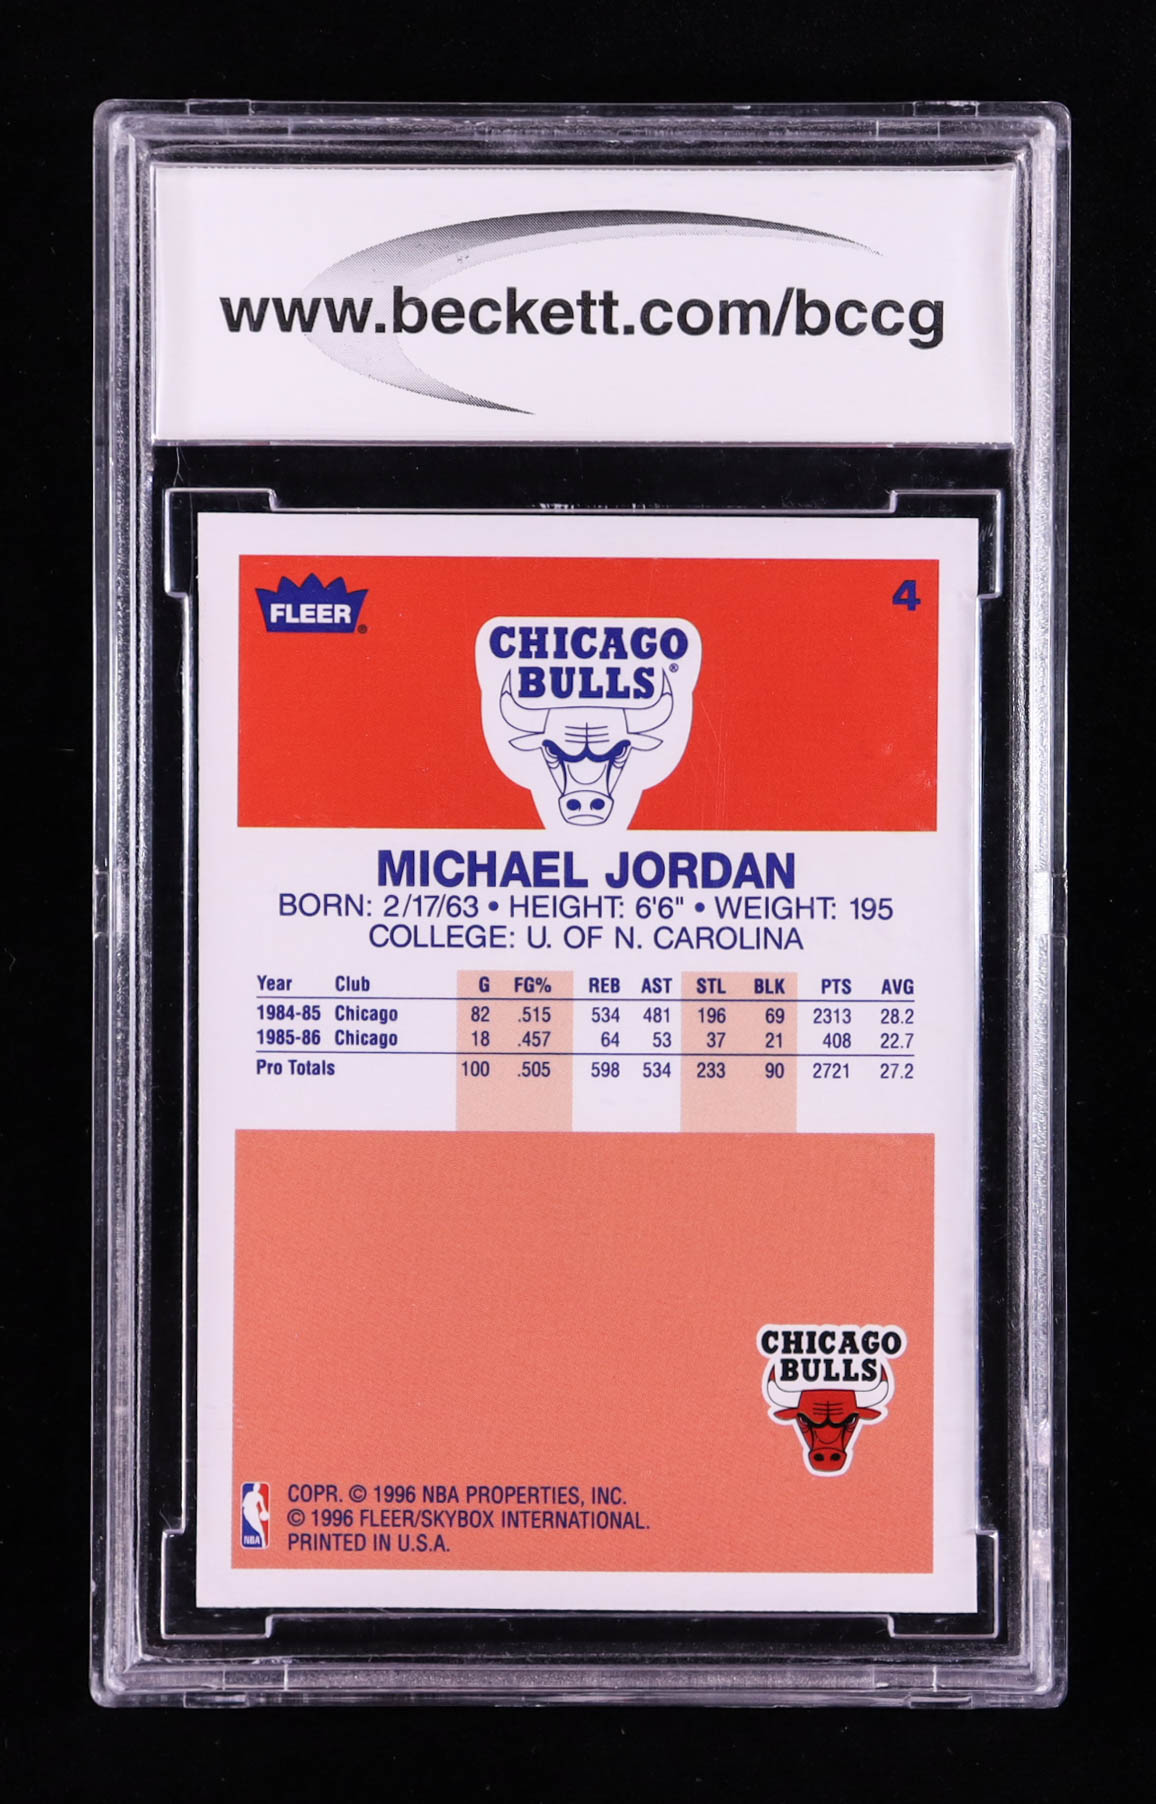 www.beckett.com/bccg
FLEER®
4
CHICAGO
BULLS®
MICHAEL JORDAN
BORN: 2/17/63 • HEIGHT: 6'6" • WEIGHT: 195
COLLEGE: U. OF N. CAROLINA
Year Club G FG% REB AST STL BLK PTS AVG
1984-85 Chicago 82 .515 534 481 196 69 2313 28.2
1985-86 Chicago 18 .457 64 53 37 21 408 22.7
Pro Totals 100 .505 598 534 233 90 2721 27.2
CHICAGO
BULLS
NBA
COPR. © 1996 NBA PROPERTIES, INC.
© 1996 FLEER/SKYBOX INTERNATIONAL.
PRINTED IN U.S.A.